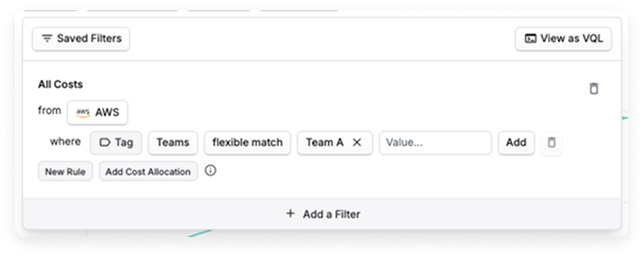 Saved Filters View as VQL
All Costs
from aws AWS
where Tag Teams flexible match Team A Value... Add
New Rule Add Cost Allocation
Add a Filter